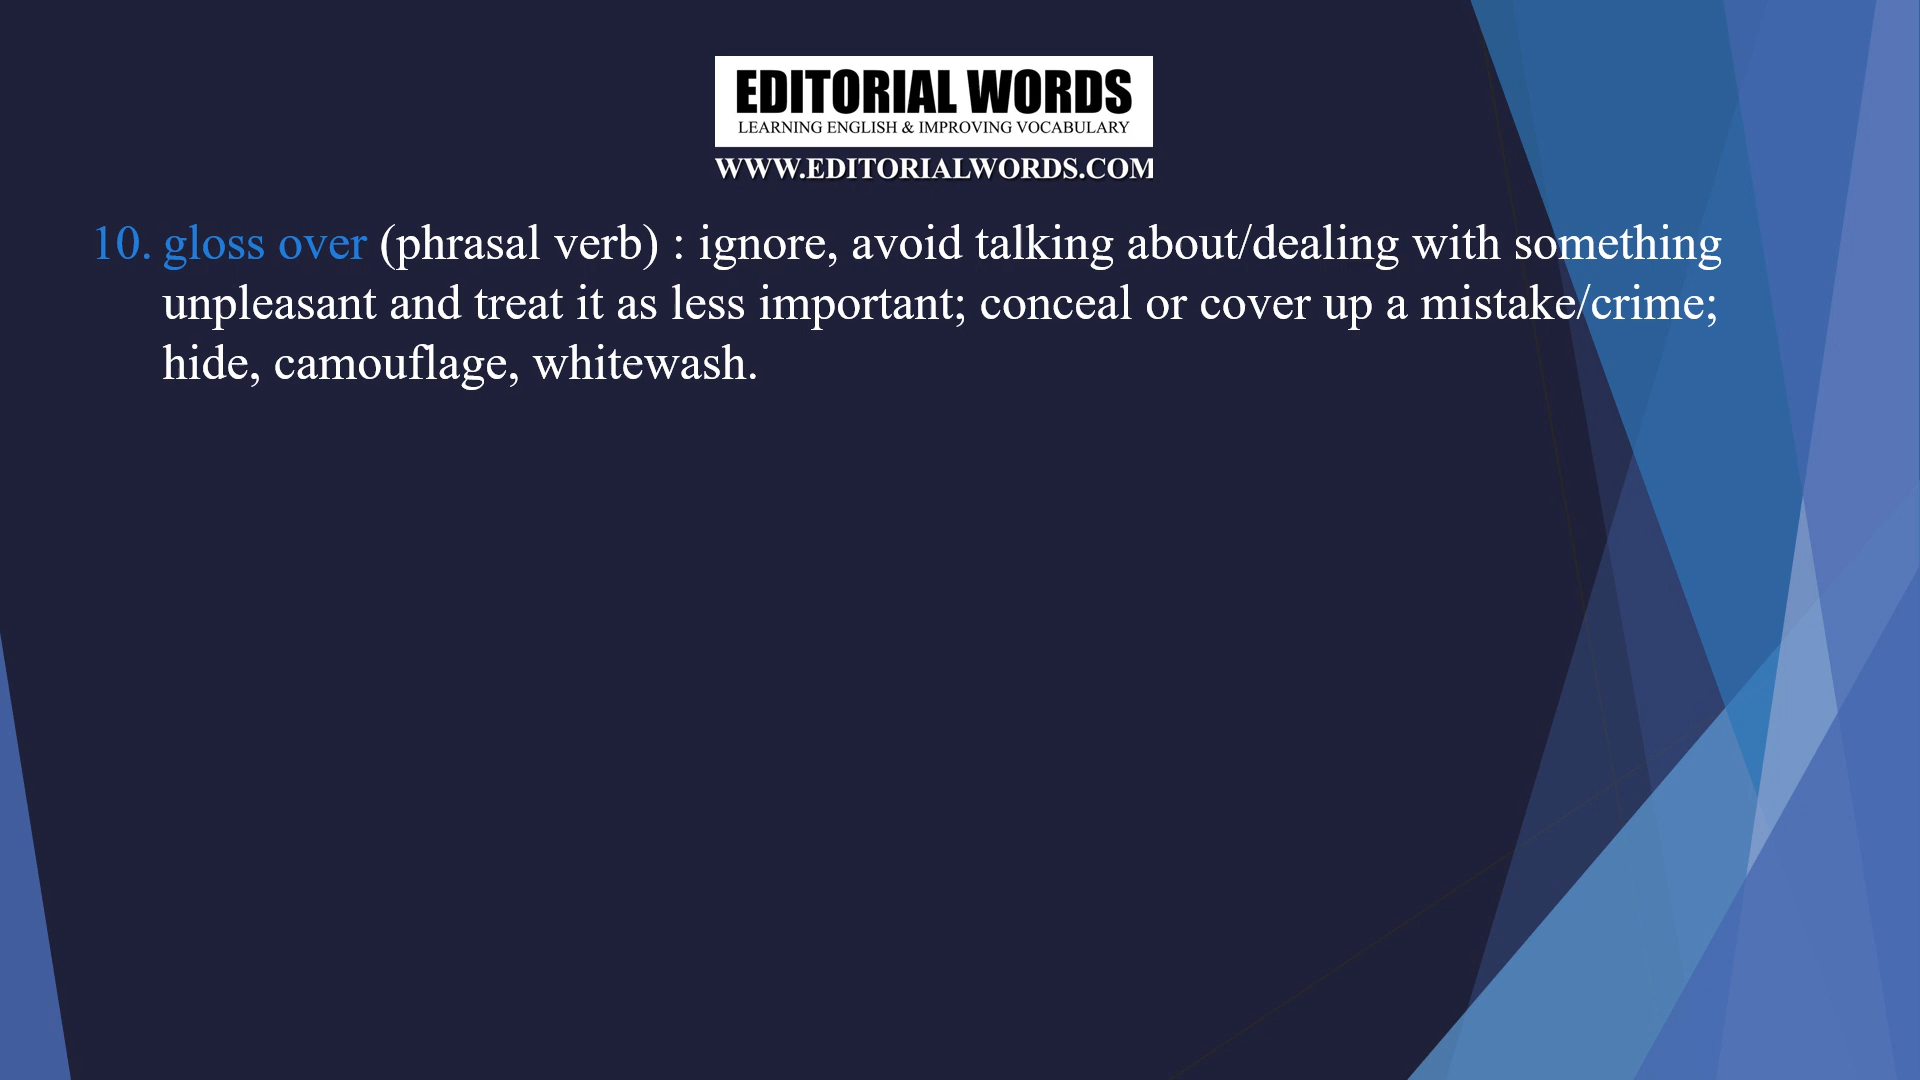 EDITORIAL WORDS
LEARNING ENGLISH & IMPROVING VOCABULARY
WWW.EDITORIALWORDS.COM
10. gloss over (phrasal verb) : ignore, avoid talking about/dealing with something
unpleasant and treat it as less important; conceal or cover up a mistake/crime;
hide, camouflage, whitewash.